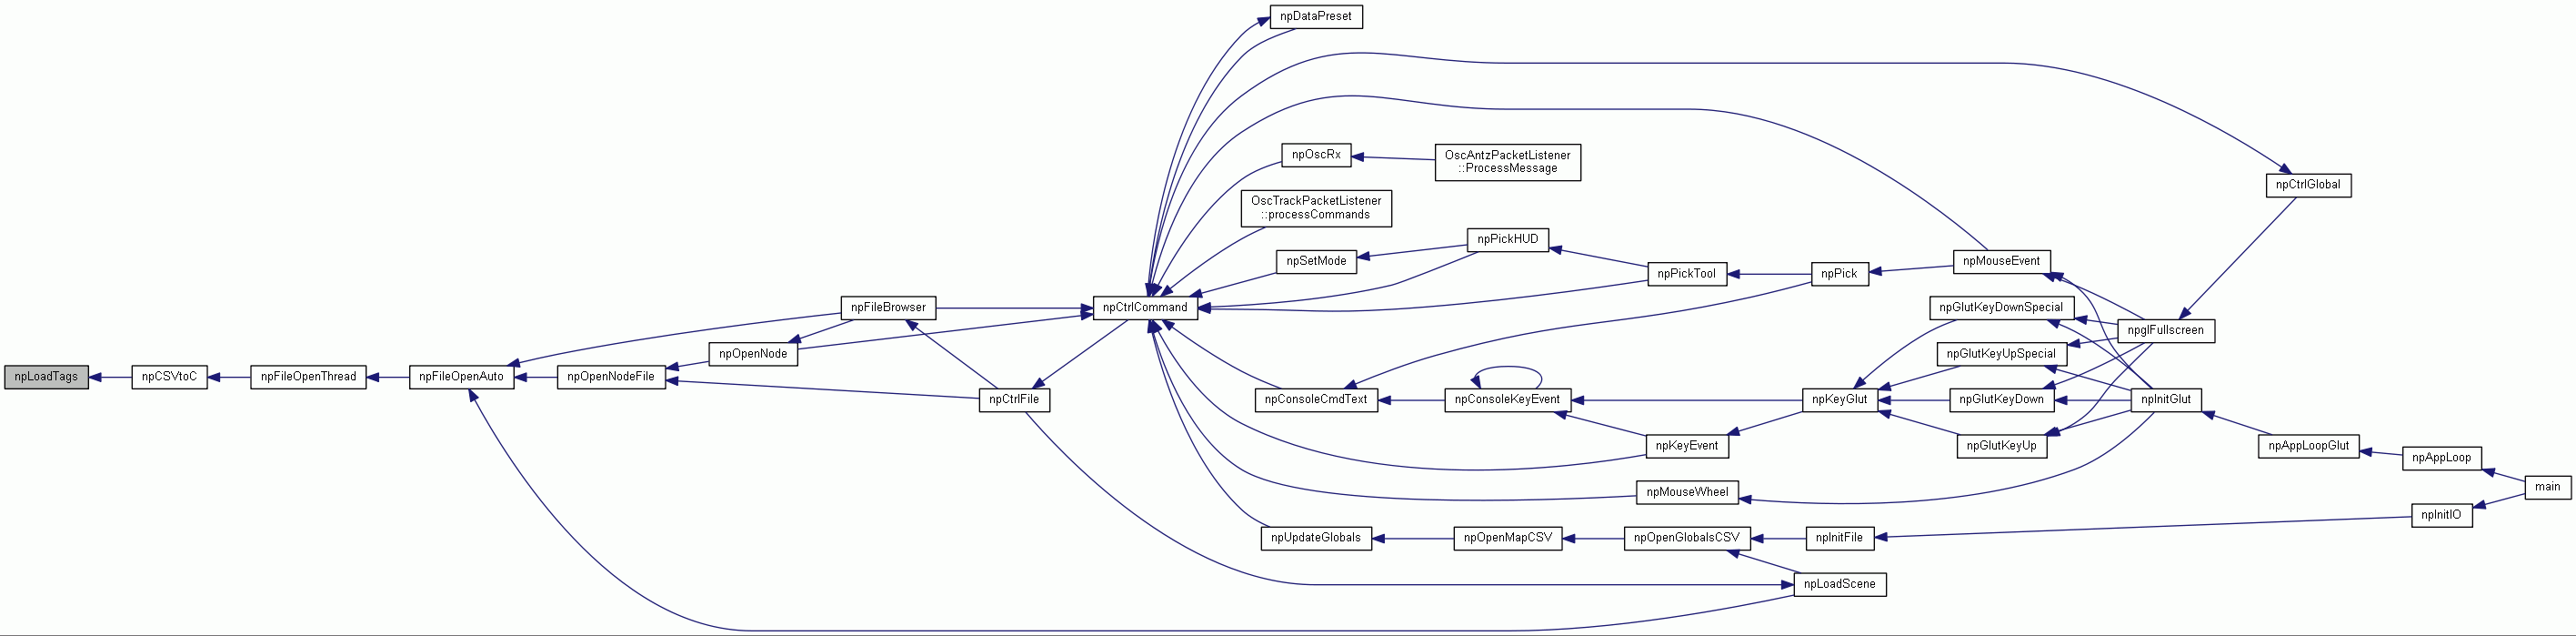 npLoadTags
npCSVtoC
npFileOpenThread
npFileOpenAuto
npOpenNodeFile
npOpenNode
npFileBrowser
npCtrlFile
npCtrlCommand
npDataPreset
npOscRx
OscAntzPacketListener
::ProcessMessage
OscTrackPacketListener
::processCommands
npSetMode
npPickHUD
npPickTool
npPick
npMouseEvent
npConsoleCmdText
npConsoleKeyEvent
npKeyEvent
npKeyGlut
npGlutKeyDownSpecial
npGlutKeyUpSpecial
npGlutKeyDown
npGlutKeyUp
npglFullscreen
npCtrlGlobal
npInitGlut
npAppLoopGlut
npAppLoop
main
npMouseWheel
npUpdateGlobals
npOpenMapCSV
npOpenGlobalsCSV
npInitFile
npInitIO
npLoadScene